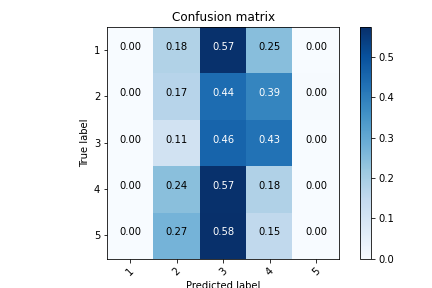 Confusion matrix
1 0.00 0.18 0.57 0.25 0.00
2 0.00 0.17 0.44 0.39 0.00
3 0.00 0.11 0.46 0.43 0.00
4 0.00 0.24 0.57 0.18 0.00
5 0.00 0.27 0.58 0.15 0.00
True label
1 2 3 4 5
Predicted label
0.5
0.4
0.3
0.2
0.1
0.0